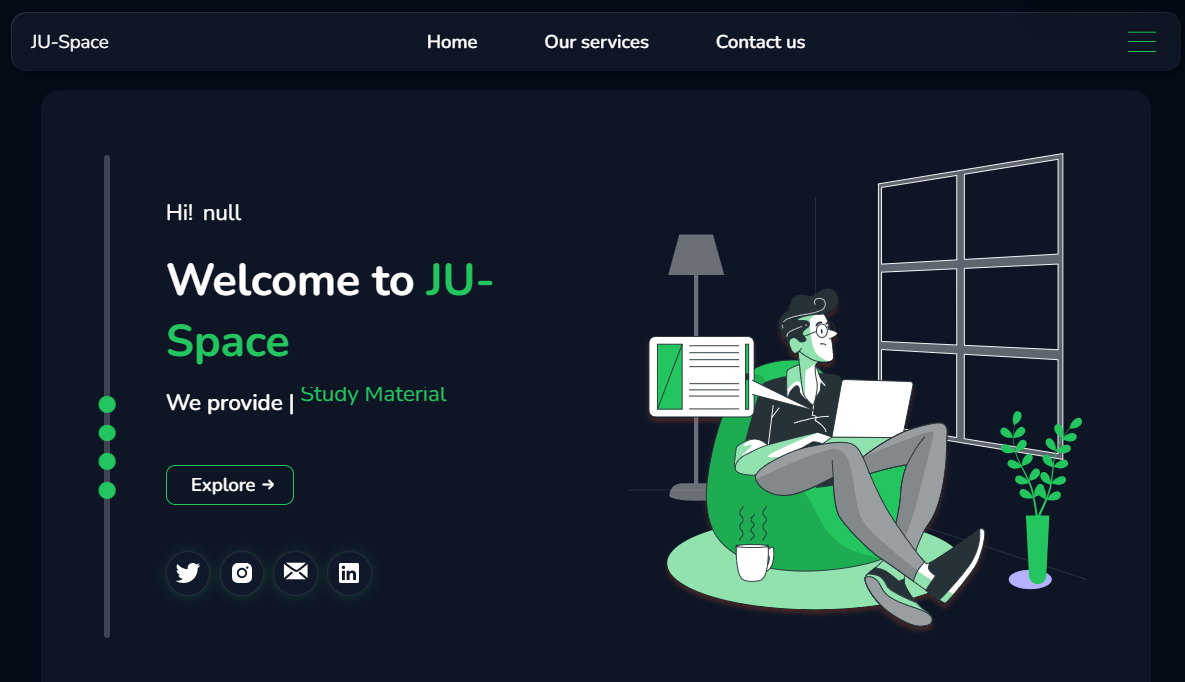 JU-Space
Home
Our services
Contact us
Hi! null
Welcome to JU-
Space
We provide | Study Material
Explore →